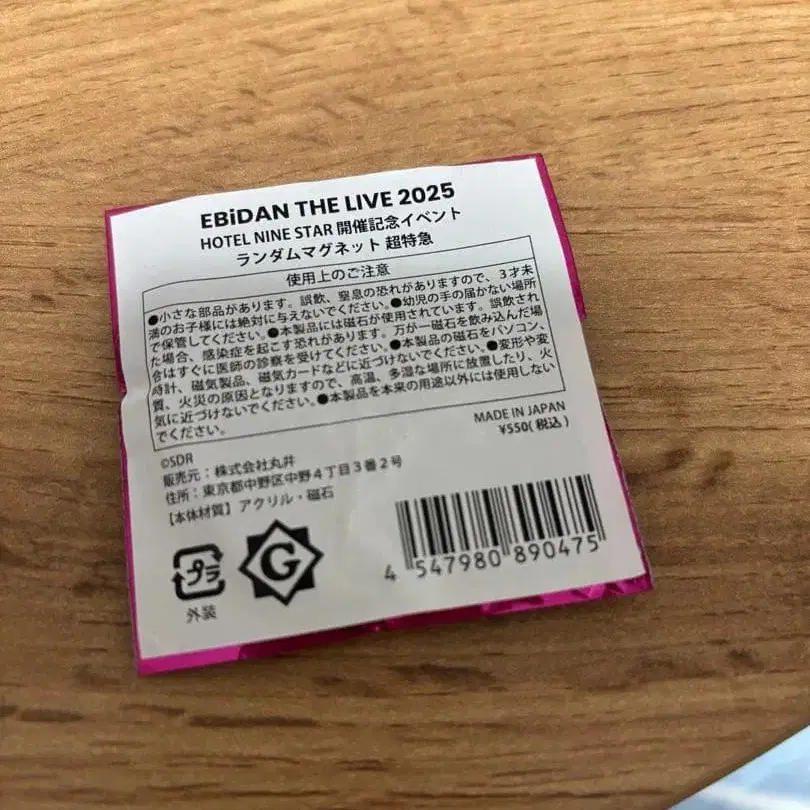 EBiDAN THE LIVE 2025
HOTEL NINE STAR 開催記念イベント
ランダムマグネット 超特急
使用上のご注意
●小さな部品があります。誤飲、窒息の恐れがありますので、3才未
満のお子様には絶対に与えないでください。●幼児の手の届かない場所
で保管してください。●本製品には磁石が使用されています。誤飲され
た場合、感染症を起こす恐れがあります。万が一磁石を飲み込んだ場
合はすぐに医師の診察を受けてください。●本製品の磁石をパソコン、
時計、磁気製品、磁気カードなどに近づけないでください。●変形や変
質、火災の原因となりますので、高温、多湿な場所に放置したり、火
気に近づけないでください。●本製品を本来の用途以外には使用しない
でください。
MADE IN JAPAN
¥550(税込)
©SDR
販売元：株式会社丸井
住所：東京都中野区中野4丁目3番2号
【本体材質】アクリル・磁石
プラ
外装
G
4 547980 890475